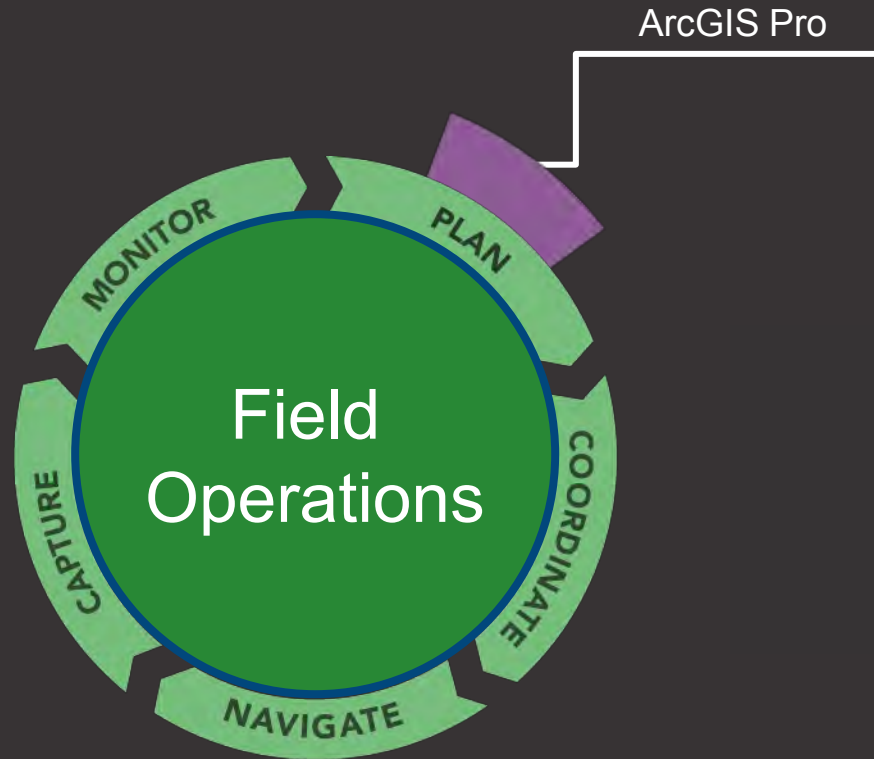 ArcGIS Pro
MONITOR
PLAN
Field
Operations
COORDINATE
CAPTURE
NAVIGATE